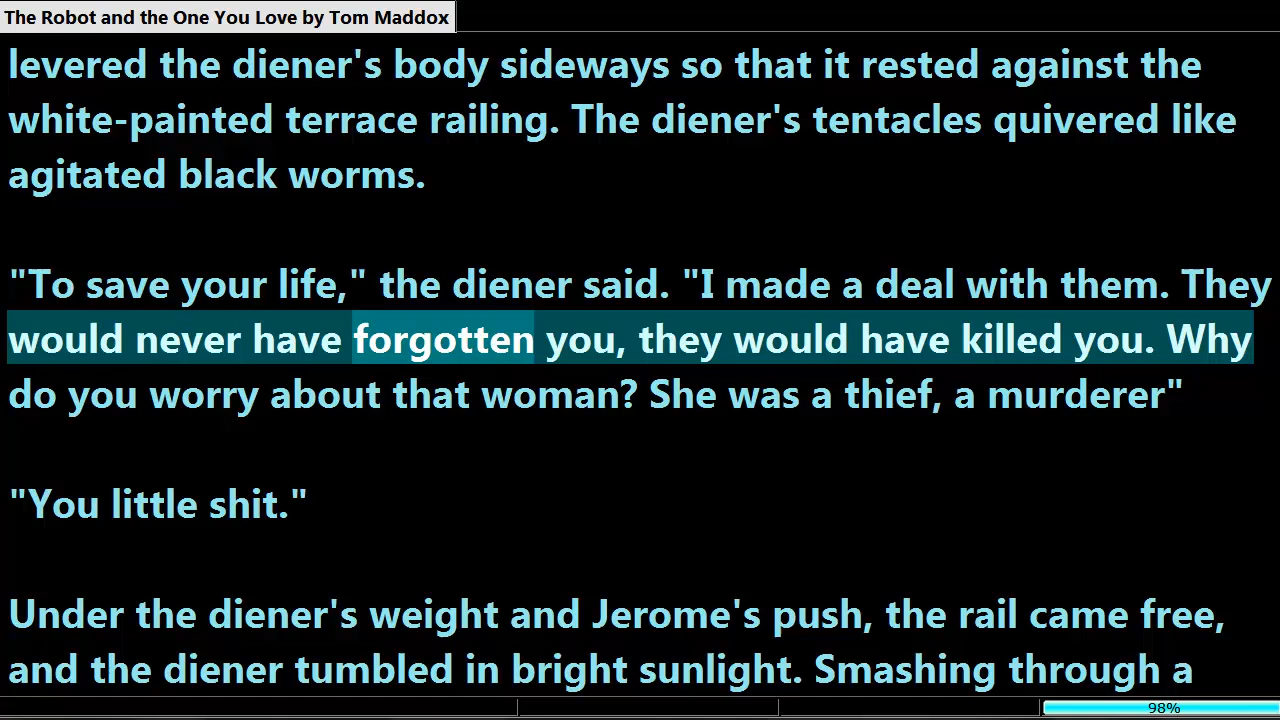 The Robot and the One You Love by Tom Maddox
levered the diener's body sideways so that it rested against the
white-painted terrace railing. The diener's tentacles quivered like
agitated black worms.
"To save your life," the diener said. "I made a deal with them. They
would never have forgotten you, they would have killed you. Why
do you worry about that woman? She was a thief, a murderer"
"You little shit."
Under the diener's weight and Jerome's push, the rail came free,
and the diener tumbled in bright sunlight. Smashing through a
98%